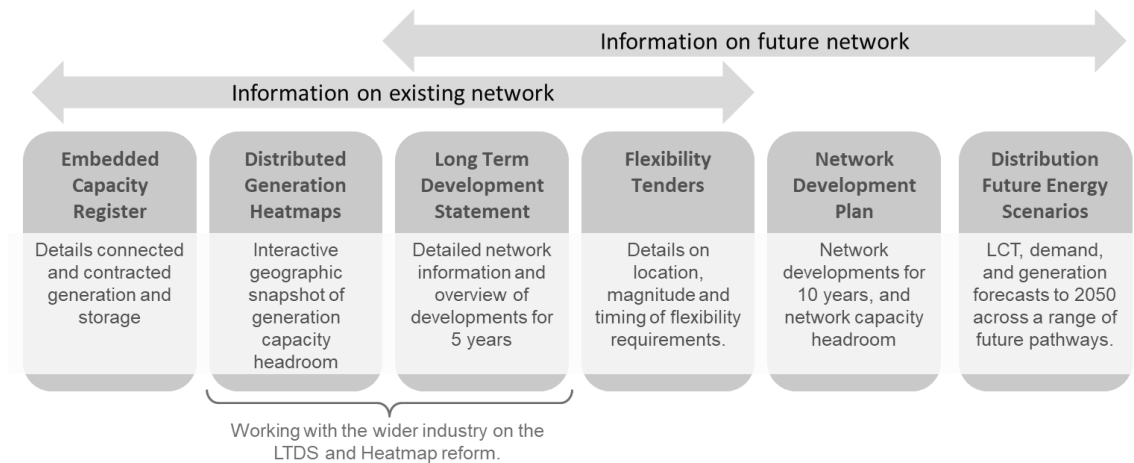 Information on future network
Information on existing network
Embedded
Capacity
Register
Details connected
and contracted
generation and
storage
Distributed
Generation
Heatmaps
Interactive
geographic
snapshot of
generation
capacity
headroom
Long Term
Development
Statement
Detailed network
information and
overview of
developments for
5 years
Flexibility
Tenders
Details on
location,
magnitude and
timing of flexibility
requirements.
Network
Development
Plan
Network
developments for
10 years, and
network capacity
headroom
Distribution
Future Energy
Scenarios
LCT, demand,
and generation
forecasts to 2050
across a range of
future pathways.
Working with the wider industry on the
LTDS and Heatmap reform.